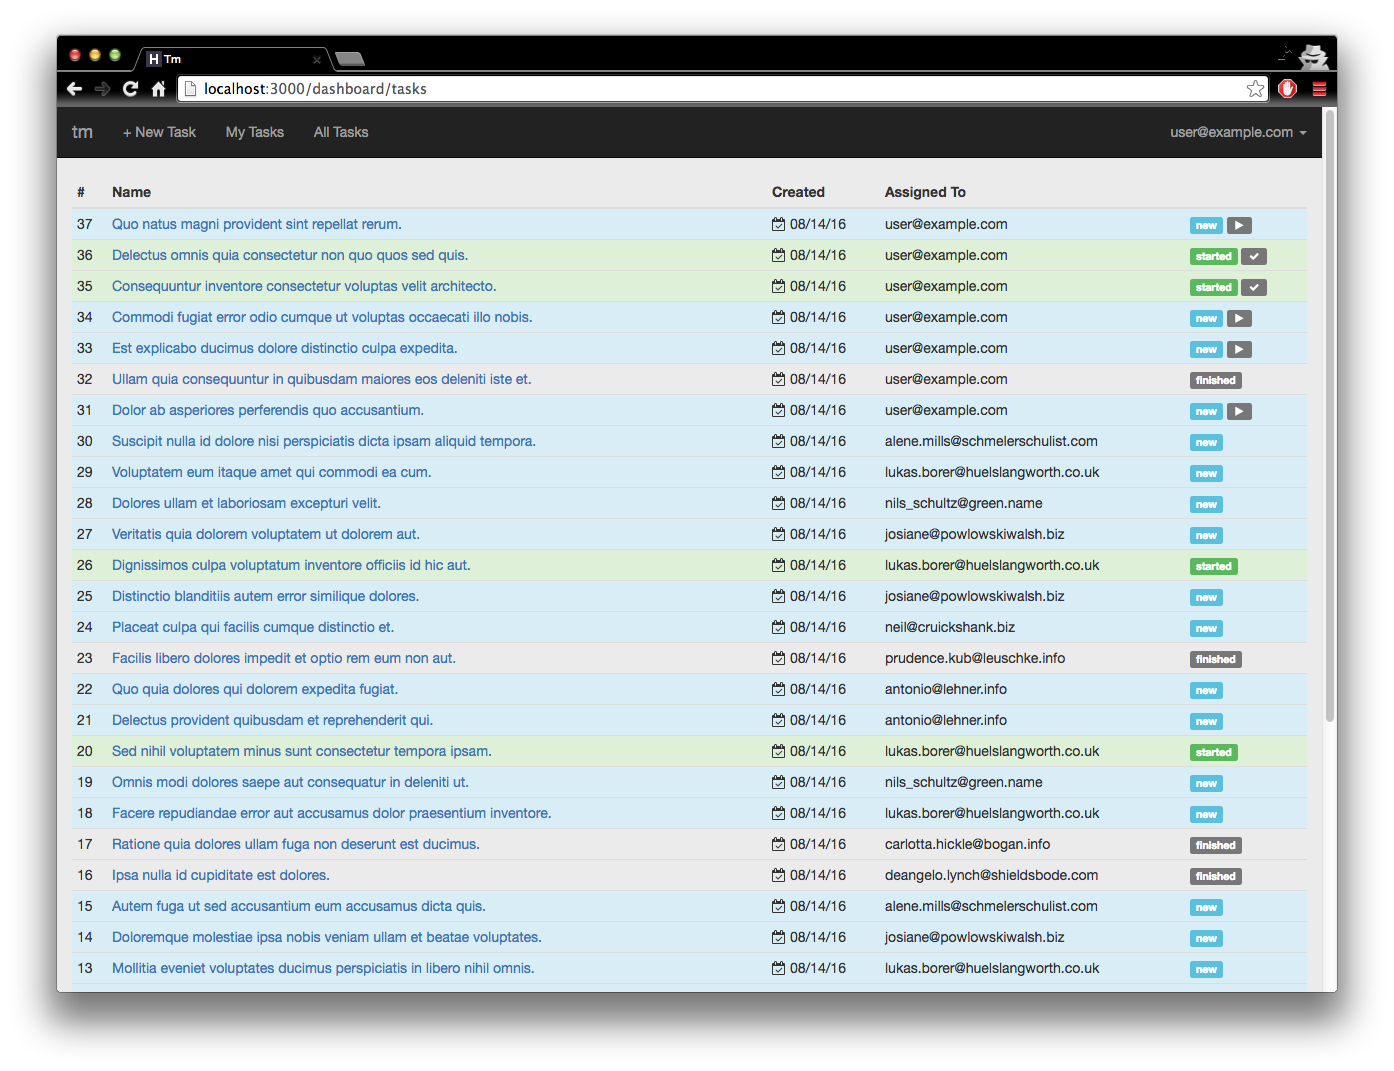 H Tm
localhost:3000/dashboard/tasks
tm + New Task My Tasks All Tasks user@example.com
# Name Created Assigned To
37 Quo natus magni provident sint repellat rerum. 08/14/16 user@example.com new
36 Delectus omnis quia consectetur non quo quos sed quis. 08/14/16 user@example.com started
35 Consequuntur inventore consectetur voluptas velit architecto. 08/14/16 user@example.com started
34 Commodi fugiat error odio cumque ut voluptas occaecati illo nobis. 08/14/16 user@example.com new
33 Est explicabo ducimus dolore distinctio culpa expedita. 08/14/16 user@example.com new
32 Ullam quia consequuntur in quibusdam maiores eos deleniti iste et. 08/14/16 user@example.com finished
31 Dolor ab asperiores perferendis quo accusantium. 08/14/16 user@example.com new
30 Suscipit nulla id dolore nisi perspiciatis dicta ipsam aliquid tempora. 08/14/16 alene.mills@schmelerschulist.com new
29 Voluptatem eum itaque amet qui commodi ea cum. 08/14/16 lukas.borer@huelslangworth.co.uk new
28 Dolores ullam et laboriosam excepturi velit. 08/14/16 nils_schultz@green.name new
27 Veritatis quia dolorem voluptatem ut dolorem aut. 08/14/16 josiane@powlowskiwalsh.biz new
26 Dignissimos culpa voluptatum inventore officiis id hic aut. 08/14/16 lukas.borer@huelslangworth.co.uk started
25 Distinctio blanditiis autem error similique dolores. 08/14/16 josiane@powlowskiwalsh.biz new
24 Placeat culpa qui facilis cumque distinctio et. 08/14/16 neil@cruickshank.biz new
23 Facilis libero dolores impedit et optio rem eum non aut. 08/14/16 prudence.kub@leuschke.info finished
22 Quo quia dolores qui dolorem expedita fugiat. 08/14/16 antonio@lehner.info new
21 Delectus provident quibusdam et reprehenderit qui. 08/14/16 antonio@lehner.info new
20 Sed nihil voluptatem minus sunt consectetur tempora ipsam. 08/14/16 lukas.borer@huelslangworth.co.uk started
19 Omnis modi dolores saepe aut consequatur in deleniti ut. 08/14/16 nils_schultz@green.name new
18 Facere repudiandae error aut accusamus dolor praesentium inventore. 08/14/16 lukas.borer@huelslangworth.co.uk new
17 Ratione quia dolores ullam fuga non deserunt est ducimus. 08/14/16 carlotta.hickle@bogan.info finished
16 Ipsa nulla id cupiditate est dolores. 08/14/16 deangelo.lynch@shieldsbode.com finished
15 Autem fuga ut sed accusantium eum accusamus dicta quis. 08/14/16 alene.mills@schmelerschulist.com new
14 Doloremque molestiae ipsa nobis veniam ullam et beatae voluptates. 08/14/16 josiane@powlowskiwalsh.biz new
13 Mollitia eveniet voluptates ducimus perspiciatis in libero nihil omnis. 08/14/16 lukas.borer@huelslangworth.co.uk new